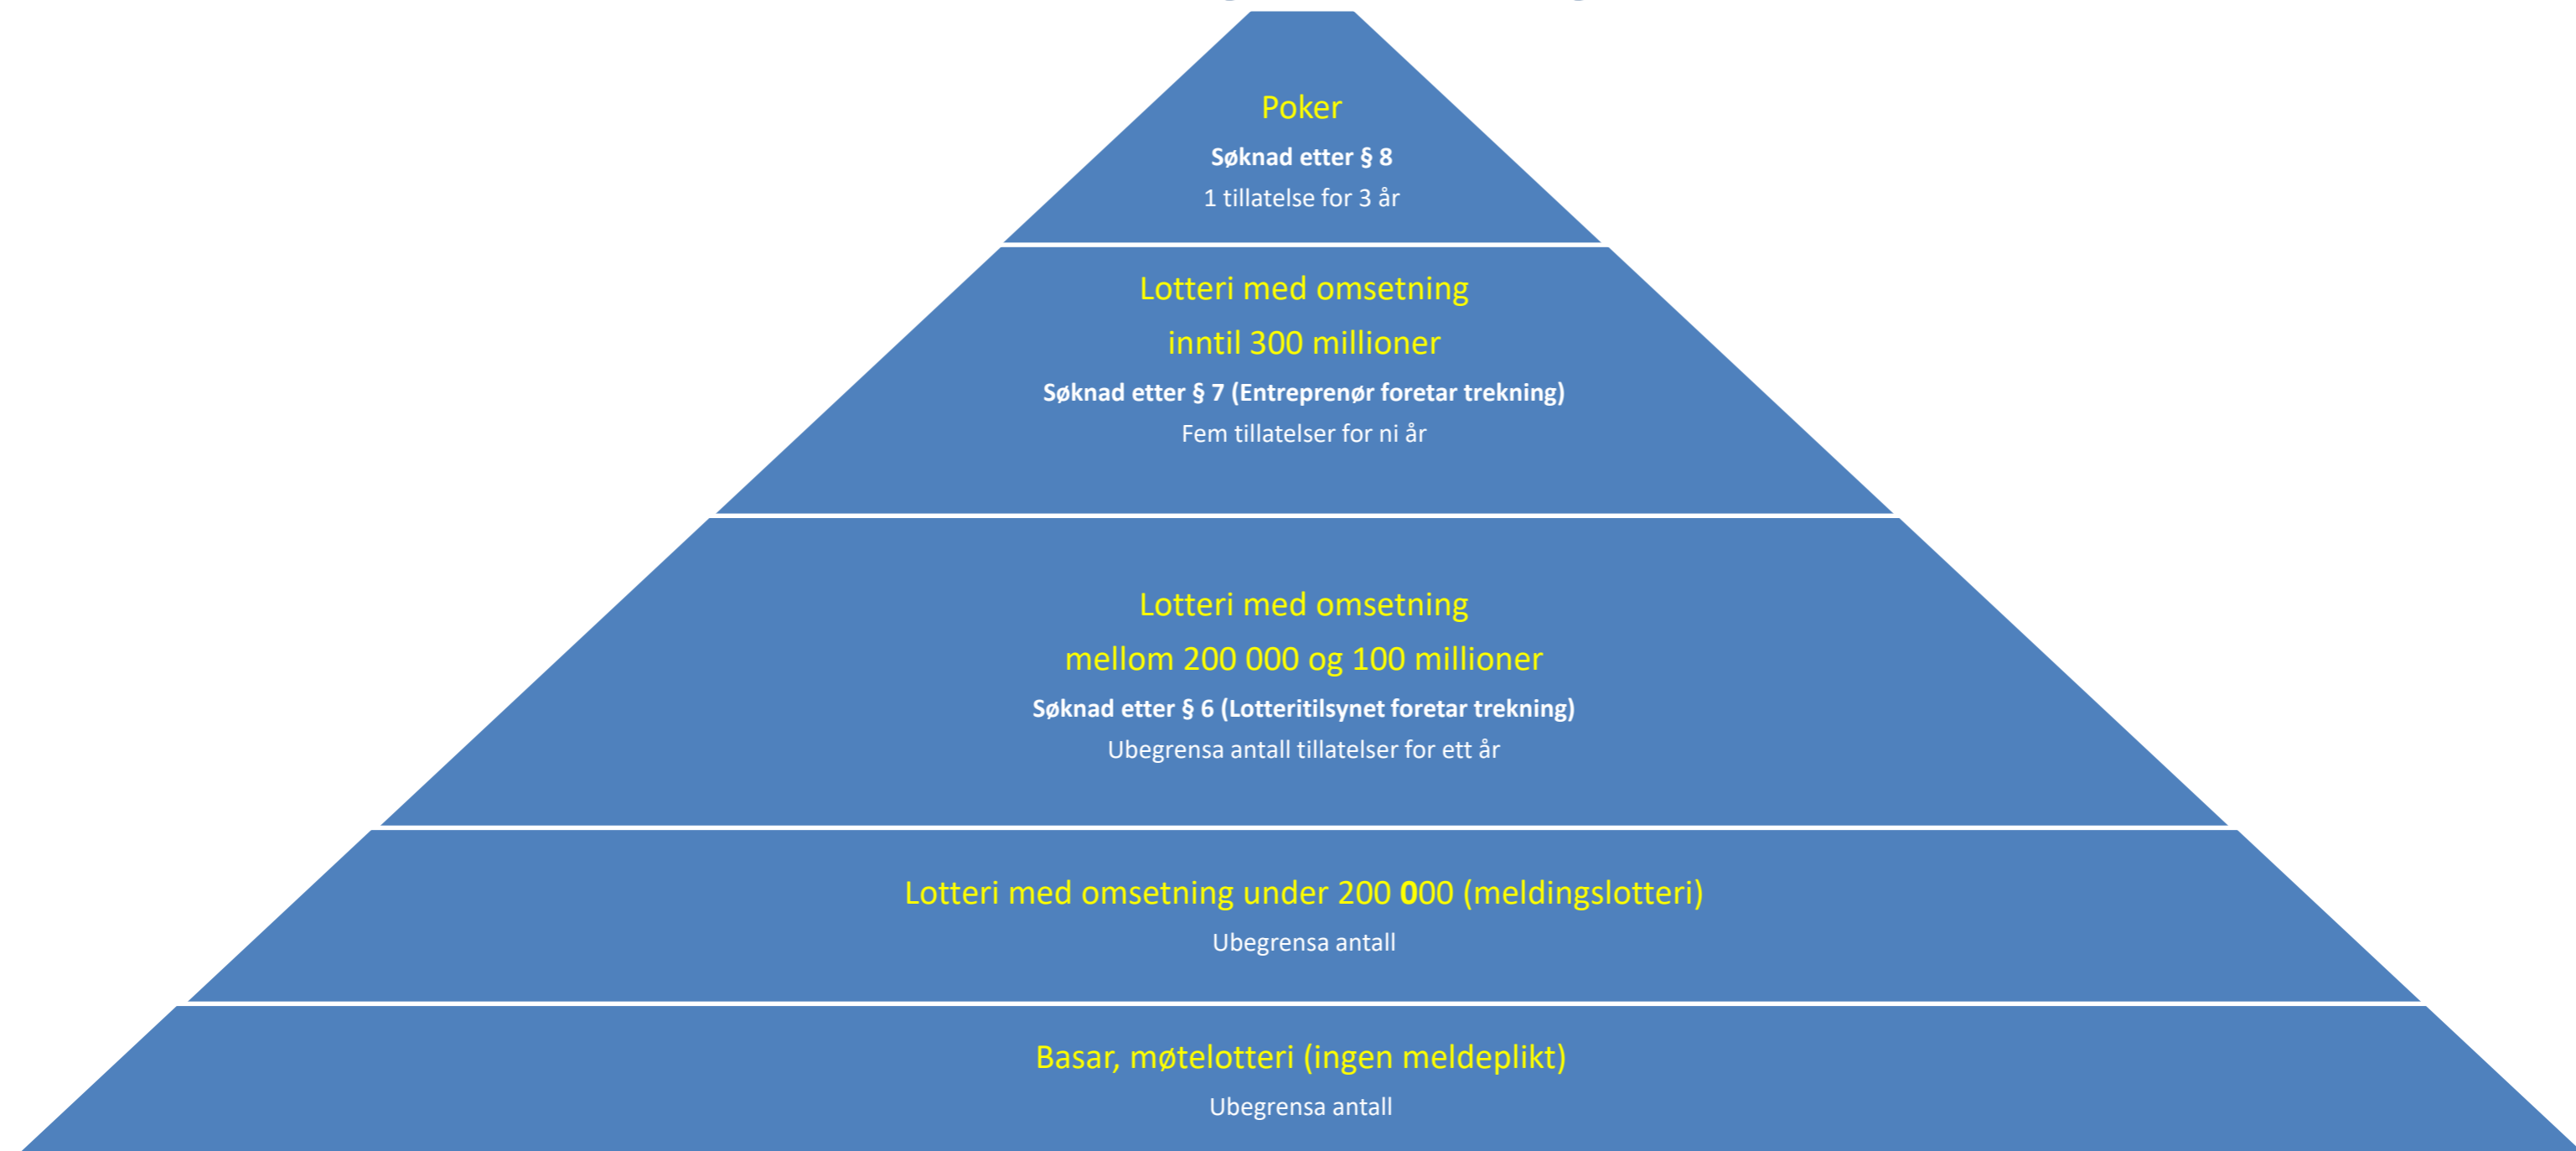 Poker
Søknad etter § 8
1 tillatelse for 3 år
Lotteri med omsetning
inntil 300 millioner
Søknad etter § 7 (Entreprenør foretar trekning)
Fem tillatelser for ni år
Lotteri med omsetning
mellom 200 000 og 100 millioner
Søknad etter § 6 (Lotteritilsynet foretar trekning)
Ubegrensa antall tillatelser for ett år
Lotteri med omsetning under 200 000 (meldingslotteri)
Ubegrensa antall
Basar, møtelotteri (ingen meldeplikt)
Ubegrensa antall